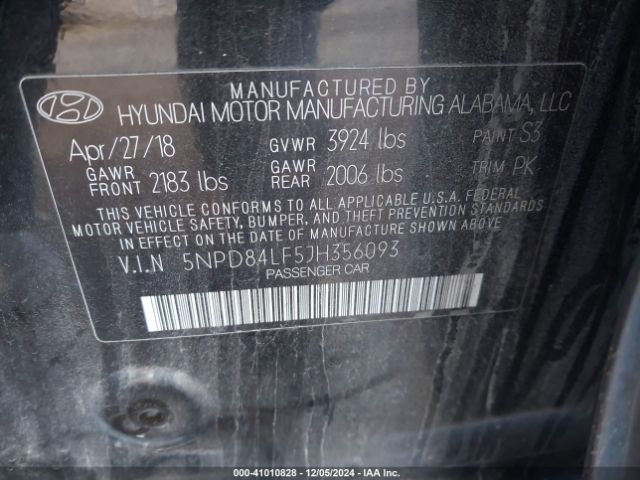 MANUFACTURED BY
HYUNDAI MOTOR MANUFACTURING ALABAMA, LLC
Apr/27/18 GVWR 3924 lbs PAINT S3
GAWR FRONT 2183 lbs GAWR REAR 2006 lbs TRIM PK
THIS VEHICLE CONFORMS TO ALL APPLICABLE U.S.A. FEDERAL
MOTOR VEHICLE SAFETY, BUMPER, AND THEFT PREVENTION STANDARDS
IN EFFECT ON THE DATE OF MANUFACTURE SHOWN ABOVE.
V.I.N 5NPD84LF5JH356093
PASSENGER CAR
000-41010828 - 12/05/2024 - IAA Inc.